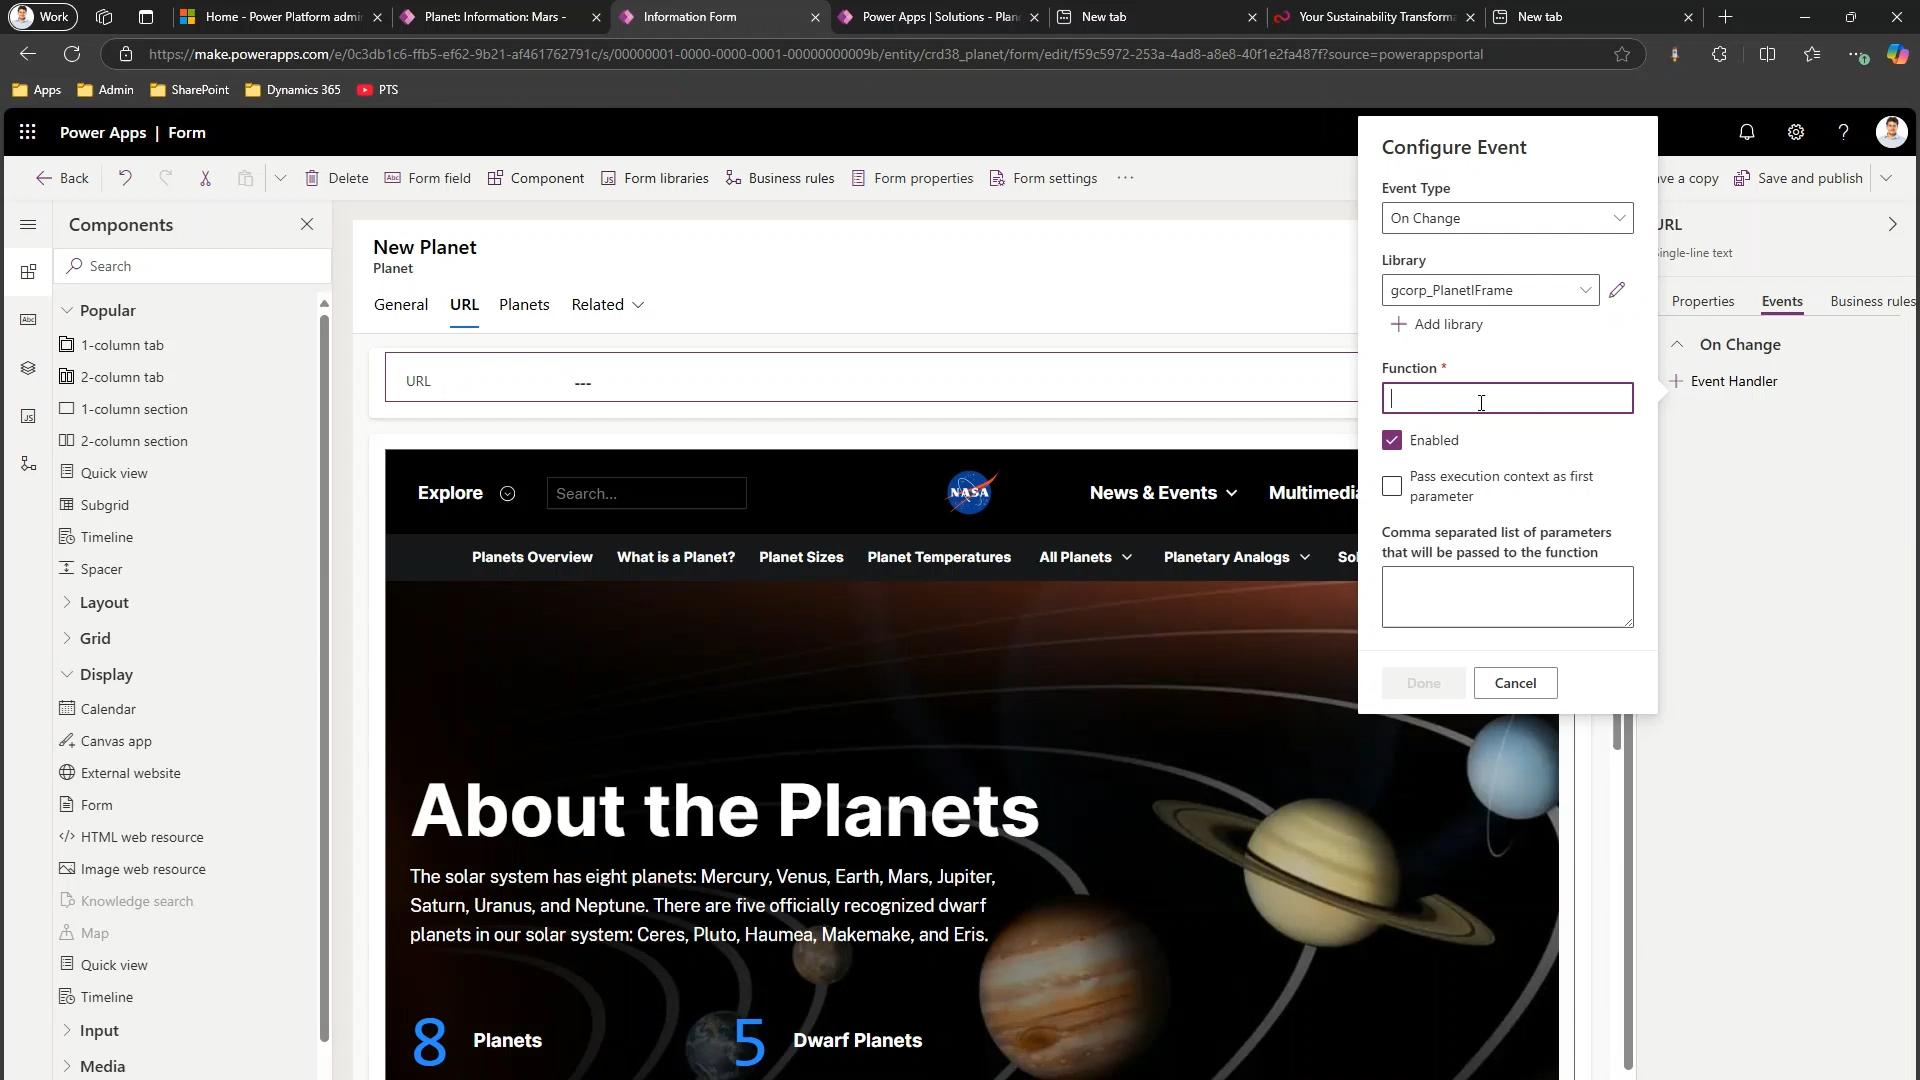 Work
Home - Power Platform admin
Planet: Information: Mars -
Information Form
Power Apps | Solutions - Plan
New tab
Your Sustainability Transforma
New tab
https://make.powerapps.com/e/0c3db1c6-ffb5-ef62-9b21-af461762791c/s/00000001-0000-0000-0001-00000000009b/entity/crd38_planet/form/edit/f59c5972-253a-4ad8-a8e8-40f1e2fa487f?source=powerappsportal
Apps
Admin
SharePoint
Dynamics 365
PTS
Power Apps | Form
Back
Delete
Form field
Component
Form libraries
Business rules
Form properties
Form settings
ve a copy
Save and publish
Components
Search
Popular
1-column tab
2-column tab
1-column section
2-column section
Quick view
Subgrid
Timeline
Spacer
Layout
Grid
Display
Calendar
Canvas app
External website
Form
HTML web resource
Image web resource
Knowledge search
Map
Quick view
Timeline
Input
Media
New Planet
Planet
General
URL
Planets
Related
URL
---
Explore
Search...
NASA
News & Events
Multimedia
Planets Overview
What is a Planet?
Planet Sizes
Planet Temperatures
All Planets
Planetary Analogs
Sol
About the Planets
The solar system has eight planets: Mercury, Venus, Earth, Mars, Jupiter,
Saturn, Uranus, and Neptune. There are five officially recognized dwarf
planets in our solar system: Ceres, Pluto, Haumea, Makemake, and Eris.
8 Planets
5 Dwarf Planets
Configure Event
Event Type
On Change
Library
gcorp_PlanetIFrame
Add library
Function *
Enabled
Pass execution context as first
parameter
Comma separated list of parameters
that will be passed to the function
Done
Cancel
URL
ingle-line text
Properties
Events
Business rules
On Change
Event Handler